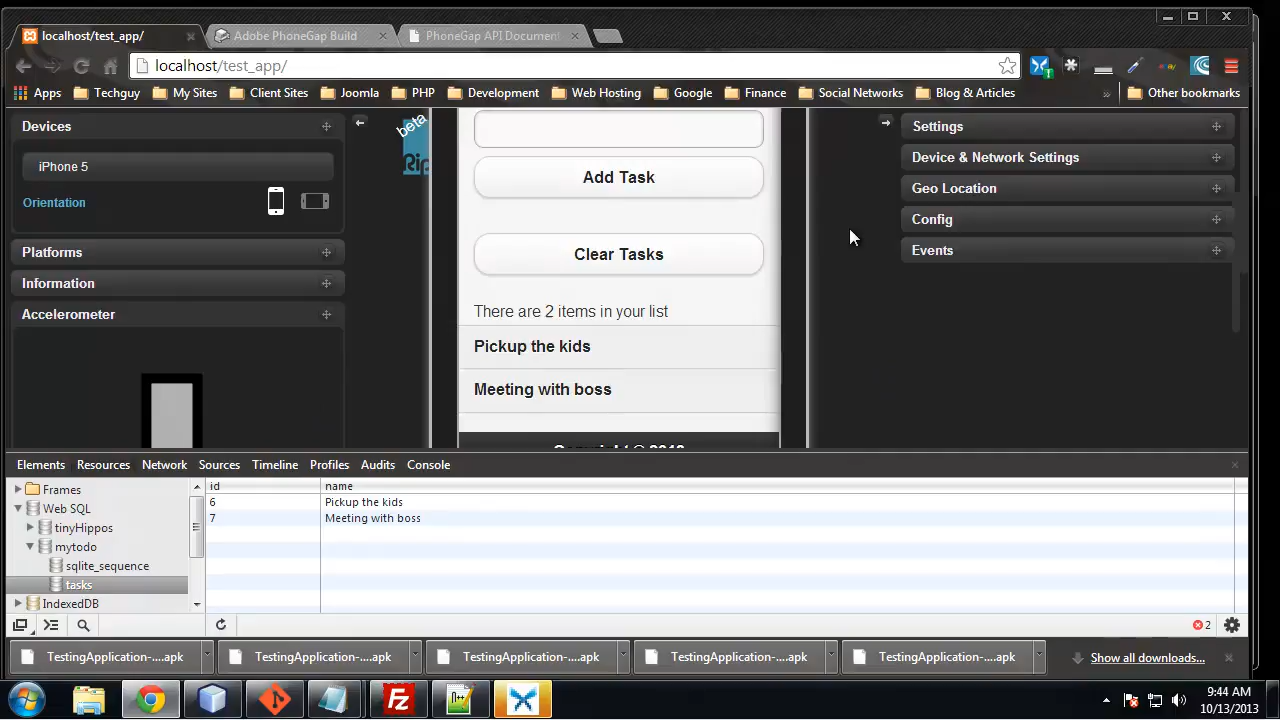 localhost/test_app/
Adobe PhoneGap Build
PhoneGap API Document
localhost/test_app/
Apps
Techguy
My Sites
Client Sites
Joomla
PHP
Development
Web Hosting
Google
Finance
Social Networks
Blog & Articles
»
Other bookmarks
Devices
iPhone 5
Orientation
Platforms
Information
Accelerometer
beta
Rip
Add Task
Clear Tasks
There are 2 items in your list
Pickup the kids
Meeting with boss
Copyright © 2013
Settings
Device & Network Settings
Geo Location
Config
Events
Elements Resources Network Sources Timeline Profiles Audits Console
Frames
Web SQL
tinyHippos
mytodo
sqlite_sequence
tasks
IndexedDB
id name
6 Pickup the kids
7 Meeting with boss
2
TestingApplication-....apk
TestingApplication-....apk
TestingApplication-....apk
TestingApplication-....apk
TestingApplication-....apk
Show all downloads...
9:44 AM
10/13/2013